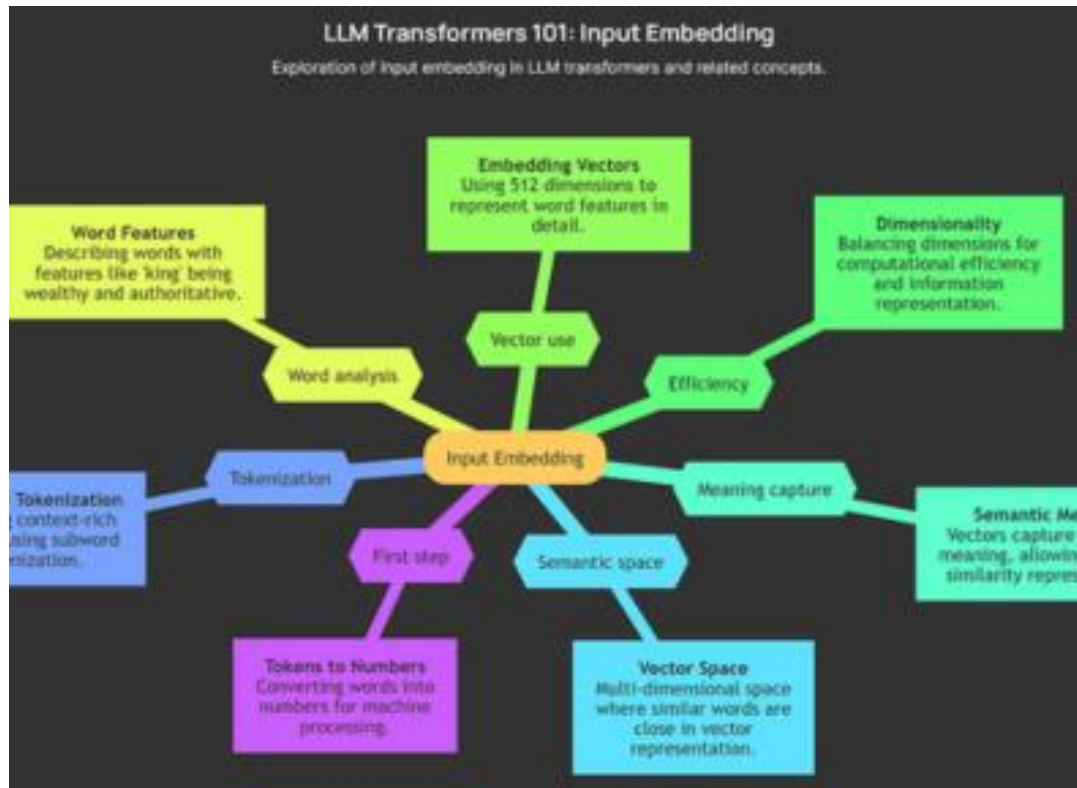 LLM Transformers 101: Input Embedding
Exploration of input embedding in LLM transformers and related concepts.
Embedding Vectors
Using 512 dimensions to
represent word features in
detail.
Word Features
Describing words with
features like 'king' being
wealthy and authoritative.
Dimensionality
Balancing dimensions for
computational efficiency
and information
representation.
Vector use
Word analysis
Efficiency
Input Embedding
Tokenization
Meaning capture
Tokenization
context-rich
using subword
First step
Semantic space
Semantic
Vectors capture
meaning,
similarity
Tokens to Numbers
Converting words into
numbers for machine
processing.
Vector Space
Multi-dimensional space
where similar words are
close in vector
representation.